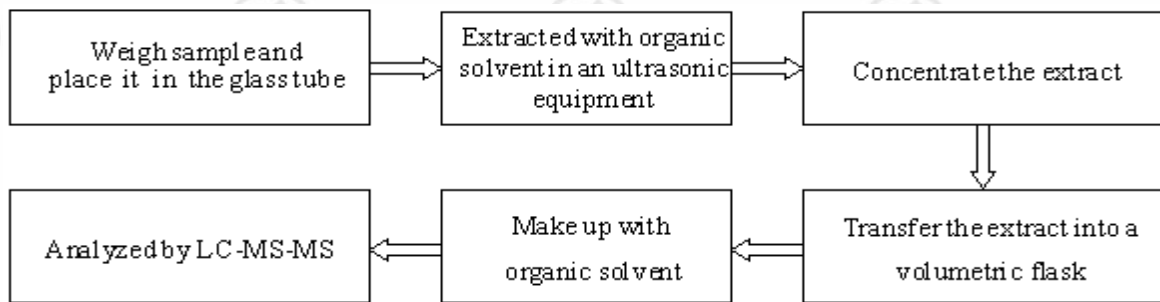 Weigh sample and
place it in the glass tube
Extracted with organic
solvent in an ultrasonic
equipment
Concentrate the extract
Transfer the extract into a
volumetric flask
Make up with
organic solvent
Analyzed by LC-MS-MS